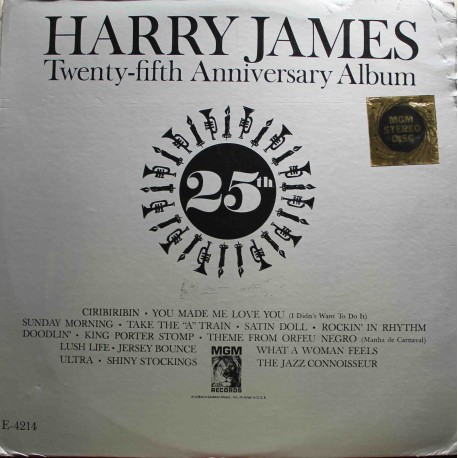 HARRY JAMES
Twenty-fifth Anniversary Album
MGM
STEREO
DISC
25th
CIRIBIRIBIN • YOU MADE ME LOVE YOU (I Didn't Want To Do It)
SUNDAY MORNING • TAKE THE "A" TRAIN • SATIN DOLL • ROCKIN' IN RHYTHM
DOODLIN' • KING PORTER STOMP • THEME FROM ORFEU NEGRO (Manha de Carnaval)
LUSH LIFE • JERSEY BOUNCE WHAT A WOMAN FEELS
ULTRA • SHINY STOCKINGS THE JAZZ CONNOISSEUR
MGM
RECORDS
E-4214